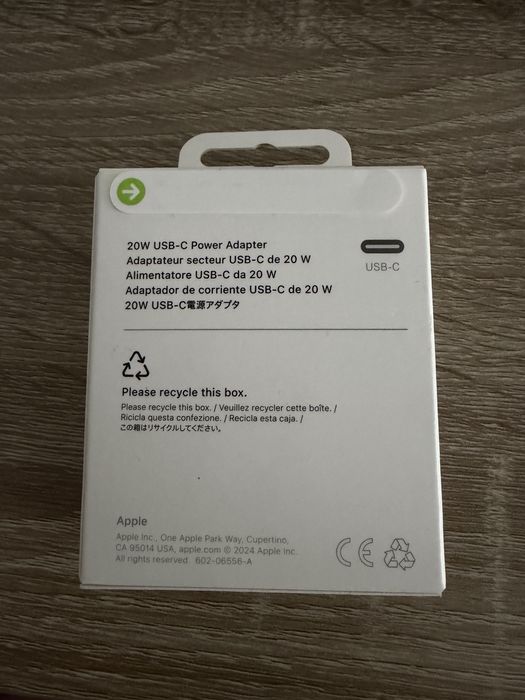 20W USB-C Power Adapter
Adaptateur secteur USB-C de 20 W
Alimentatore USB-C da 20 W
Adaptador de corriente USB-C de 20 W
20W USB-C電源アダプタ
USB-C
Please recycle this box.
Please recycle this box. / Veuillez recycler cette boîte. /
Ricicla questa confezione. / Recicla esta caja. /
この箱はリサイクルしてください。
Apple
Apple Inc., One Apple Park Way, Cupertino,
CA 95014 USA, apple.com © 2024 Apple Inc.
All rights reserved. 602-06556-A
CE